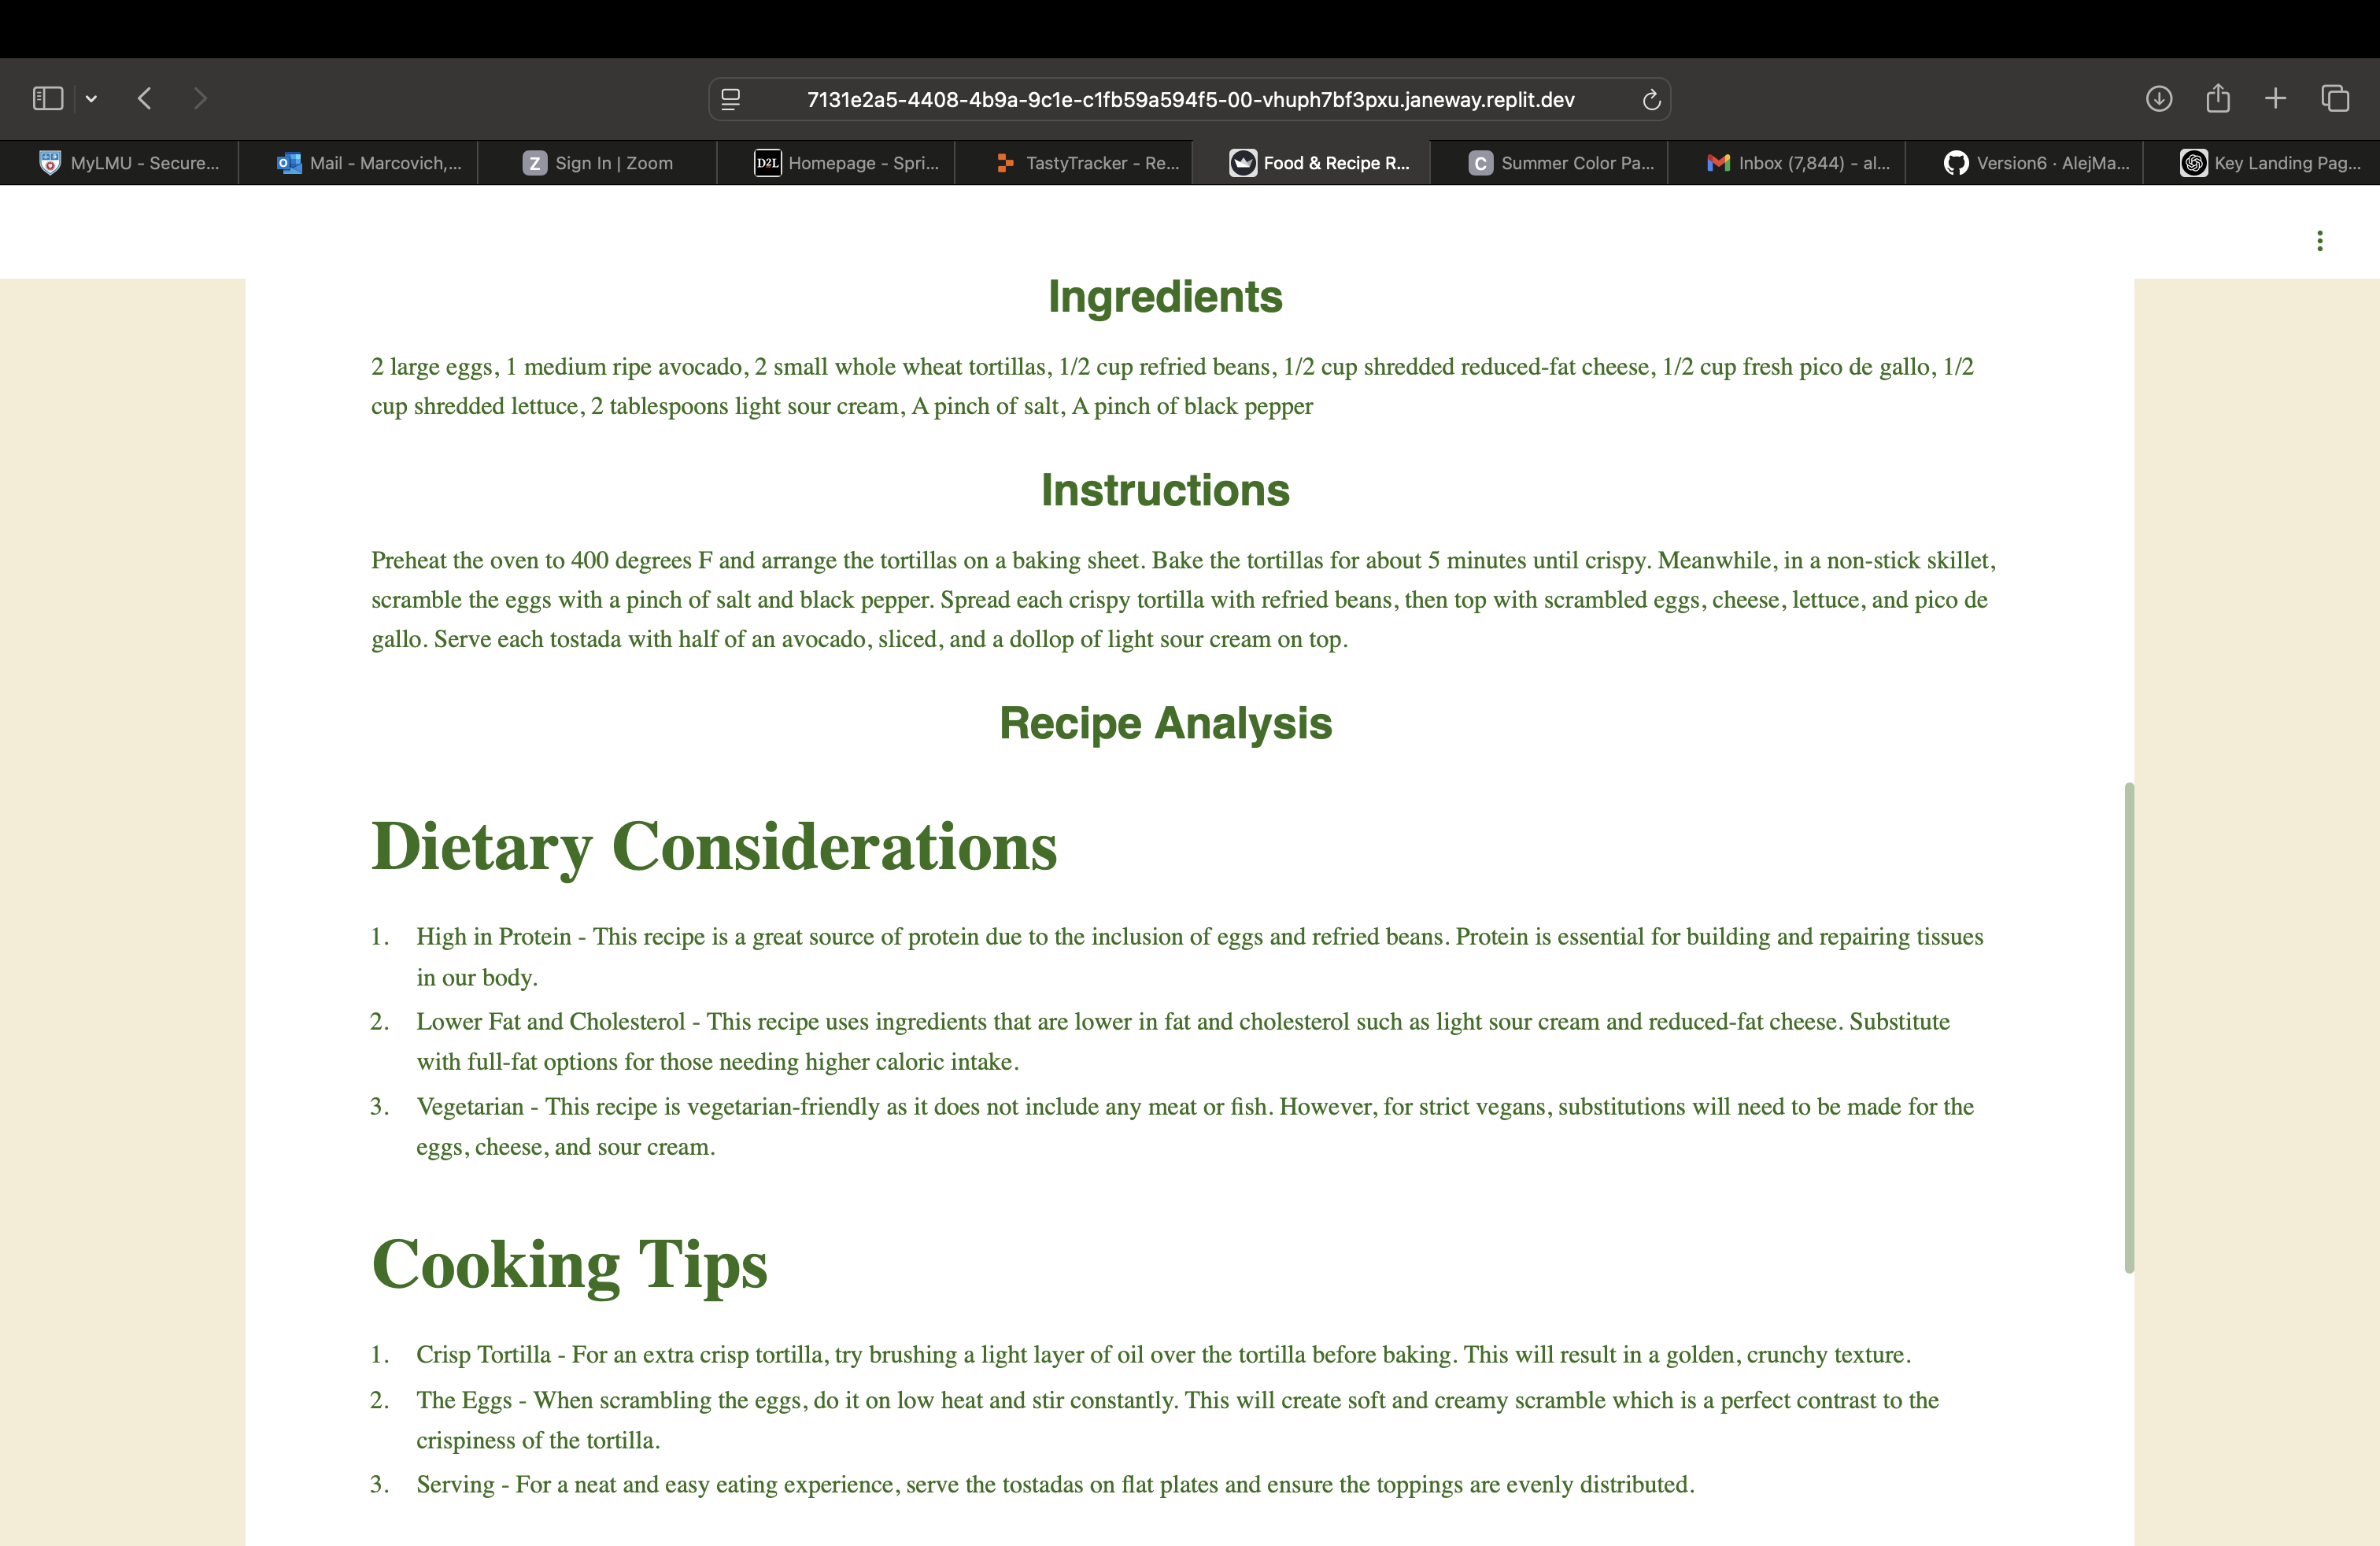 7131e2a5-4408-4b9a-9c1e-c1fb59a594f5-00-vhuph7bf3pxu.janeway.replit.dev
MyLMU - Secure...
Mail - Marcovich,...
Z Sign In | Zoom
D2L Homepage - Spri...
TastyTracker - Re...
Food & Recipe R...
C Summer Color Pa...
Inbox (7,844) - al...
Version6 · AlejMa...
Key Landing Pag...
Ingredients
2 large eggs, 1 medium ripe avocado, 2 small whole wheat tortillas, 1/2 cup refried beans, 1/2 cup shredded reduced-fat cheese, 1/2 cup fresh pico de gallo, 1/2
cup shredded lettuce, 2 tablespoons light sour cream, A pinch of salt, A pinch of black pepper
Instructions
Preheat the oven to 400 degrees F and arrange the tortillas on a baking sheet. Bake the tortillas for about 5 minutes until crispy. Meanwhile, in a non-stick skillet,
scramble the eggs with a pinch of salt and black pepper. Spread each crispy tortilla with refried beans, then top with scrambled eggs, cheese, lettuce, and pico de
gallo. Serve each tostada with half of an avocado, sliced, and a dollop of light sour cream on top.
Recipe Analysis
Dietary Considerations
1. High in Protein - This recipe is a great source of protein due to the inclusion of eggs and refried beans. Protein is essential for building and repairing tissues
in our body.
2. Lower Fat and Cholesterol - This recipe uses ingredients that are lower in fat and cholesterol such as light sour cream and reduced-fat cheese. Substitute
with full-fat options for those needing higher caloric intake.
3. Vegetarian - This recipe is vegetarian-friendly as it does not include any meat or fish. However, for strict vegans, substitutions will need to be made for the
eggs, cheese, and sour cream.
Cooking Tips
1. Crisp Tortilla - For an extra crisp tortilla, try brushing a light layer of oil over the tortilla before baking. This will result in a golden, crunchy texture.
2. The Eggs - When scrambling the eggs, do it on low heat and stir constantly. This will create soft and creamy scramble which is a perfect contrast to the
crispiness of the tortilla.
3. Serving - For a neat and easy eating experience, serve the tostadas on flat plates and ensure the toppings are evenly distributed.